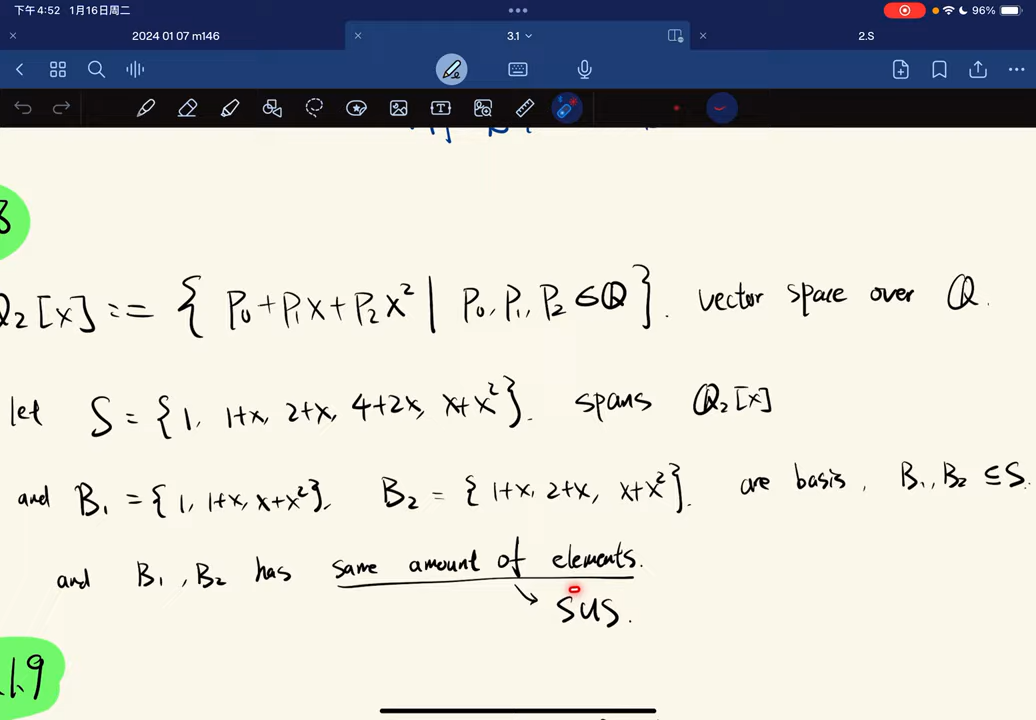 下午4:52 1月16日周二
96%
2024 01 07 m146
3.1
2.S
8
Q₂[x] := = { P₀+P₁x+P₂x² | P₀, P₁, P₂ ∈ Q }. vector space over Q.
let S = { 1, 1+x, 2+x, 4+2x, x+x² }. spans Q₂[x]
and B₁ = { 1, 1+x, x+x² }, B₂ = { 1+x, 2+x, x+x² }. are basis, B₁, B₂ ⊆ S.
and B₁, B₂ has same amount of elements.
sus.
1.9